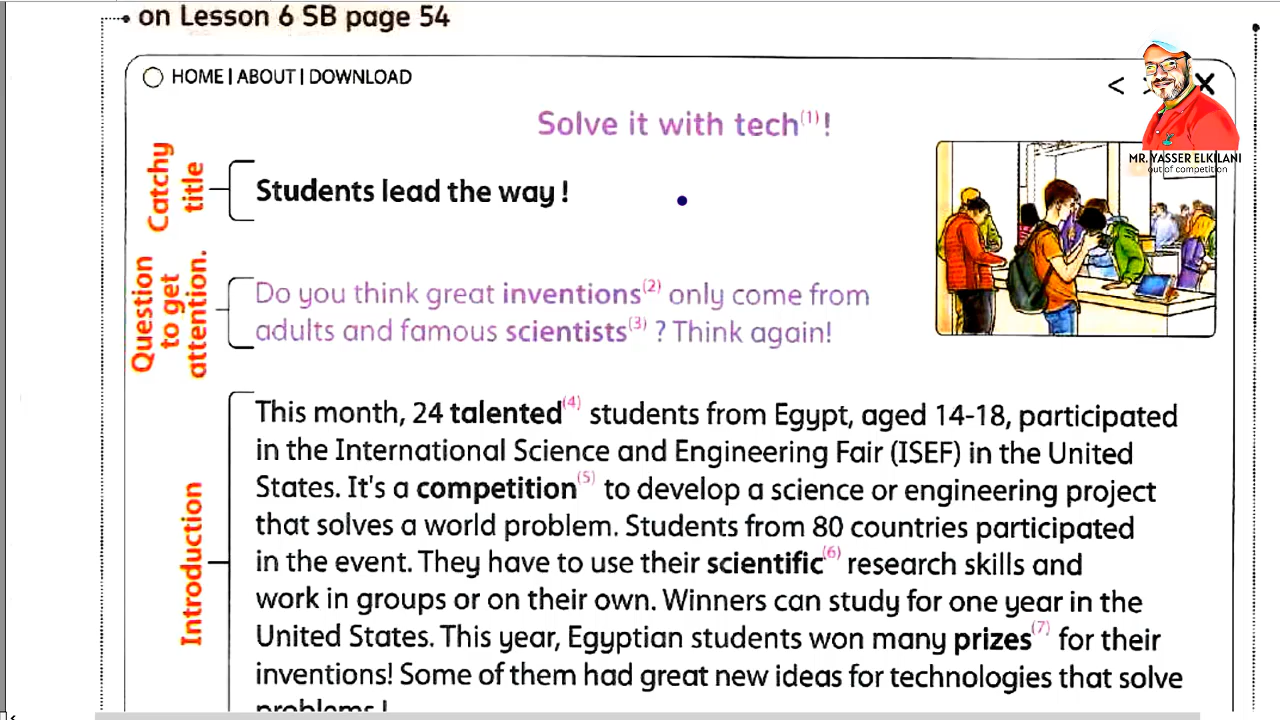 on Lesson 6 SB page 54
HOME | ABOUT | DOWNLOAD
< X
Solve it with tech(1)!
MR. YASSER ELKILANI
out of competition
Catchy
title
Students lead the way !
Question
to get
attention.
Do you think great inventions(2) only come from
adults and famous scientists(3) ? Think again!
Introduction
This month, 24 talented(4) students from Egypt, aged 14-18, participated
in the International Science and Engineering Fair (ISEF) in the United
States. It's a competition(5) to develop a science or engineering project
that solves a world problem. Students from 80 countries participated
in the event. They have to use their scientific(6) research skills and
work in groups or on their own. Winners can study for one year in the
United States. This year, Egyptian students won many prizes(7) for their
inventions! Some of them had great new ideas for technologies that solve
problems !